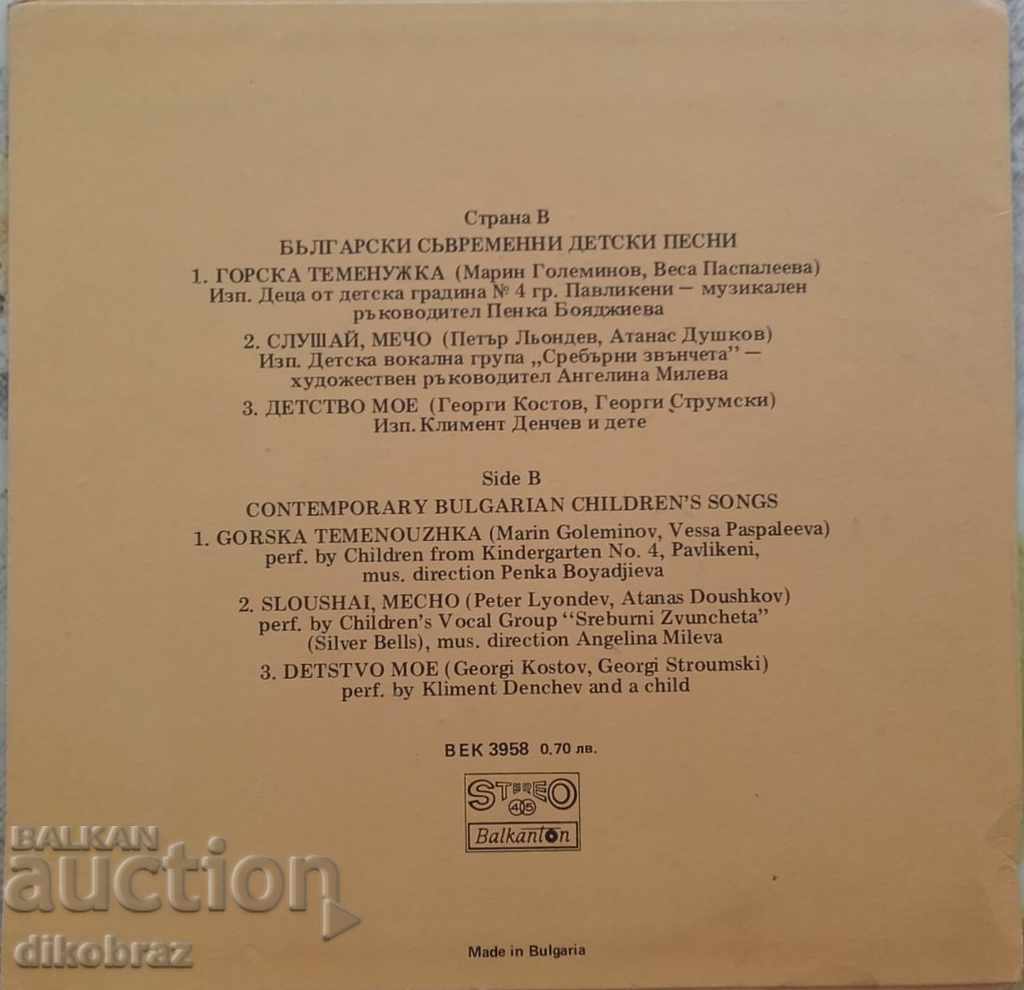 Страна B
БЪЛГАРСКИ СЪВРЕМЕННИ ДЕТСКИ ПЕСНИ
1. ГОРСКА ТЕМЕНУЖКА (Марин Големинов, Веса Паспалеева)
Изп. Деца от детска градина № 4 гр. Павликени — музикален
ръководител Пенка Бояджиева
2. СЛУШАЙ, МЕЧО (Петър Льондев, Атанас Душков)
Изп. Детска вокална група „Сребърни звънчета” —
художествен ръководител Ангелина Милева
3. ДЕТСТВО МОЕ (Георги Костов, Георги Струмски)
Изп. Климент Денчев и дете
Side B
CONTEMPORARY BULGARIAN CHILDREN'S SONGS
1. GORSKA TEMENOUZHKA (Marin Goleminov, Vessa Paspaleeva)
perf. by Children from Kindergarten No. 4, Pavlikeni,
mus. direction Penka Boyadjieva
2. SLOUSHAI, MECHO (Peter Lyondev, Atanas Doushkov)
perf. by Children's Vocal Group “Sreburni Zvuncheta”
(Silver Bells), mus. direction Angelina Mileva
3. DETSTVO MOE (Georgi Kostov, Georgi Stroumski)
perf. by Kliment Denchev and a child
ВЕК 3958 0.70 лв.
STEREO
45
Balkanton
BALKAN
auction
dikobraz
Made in Bulgaria